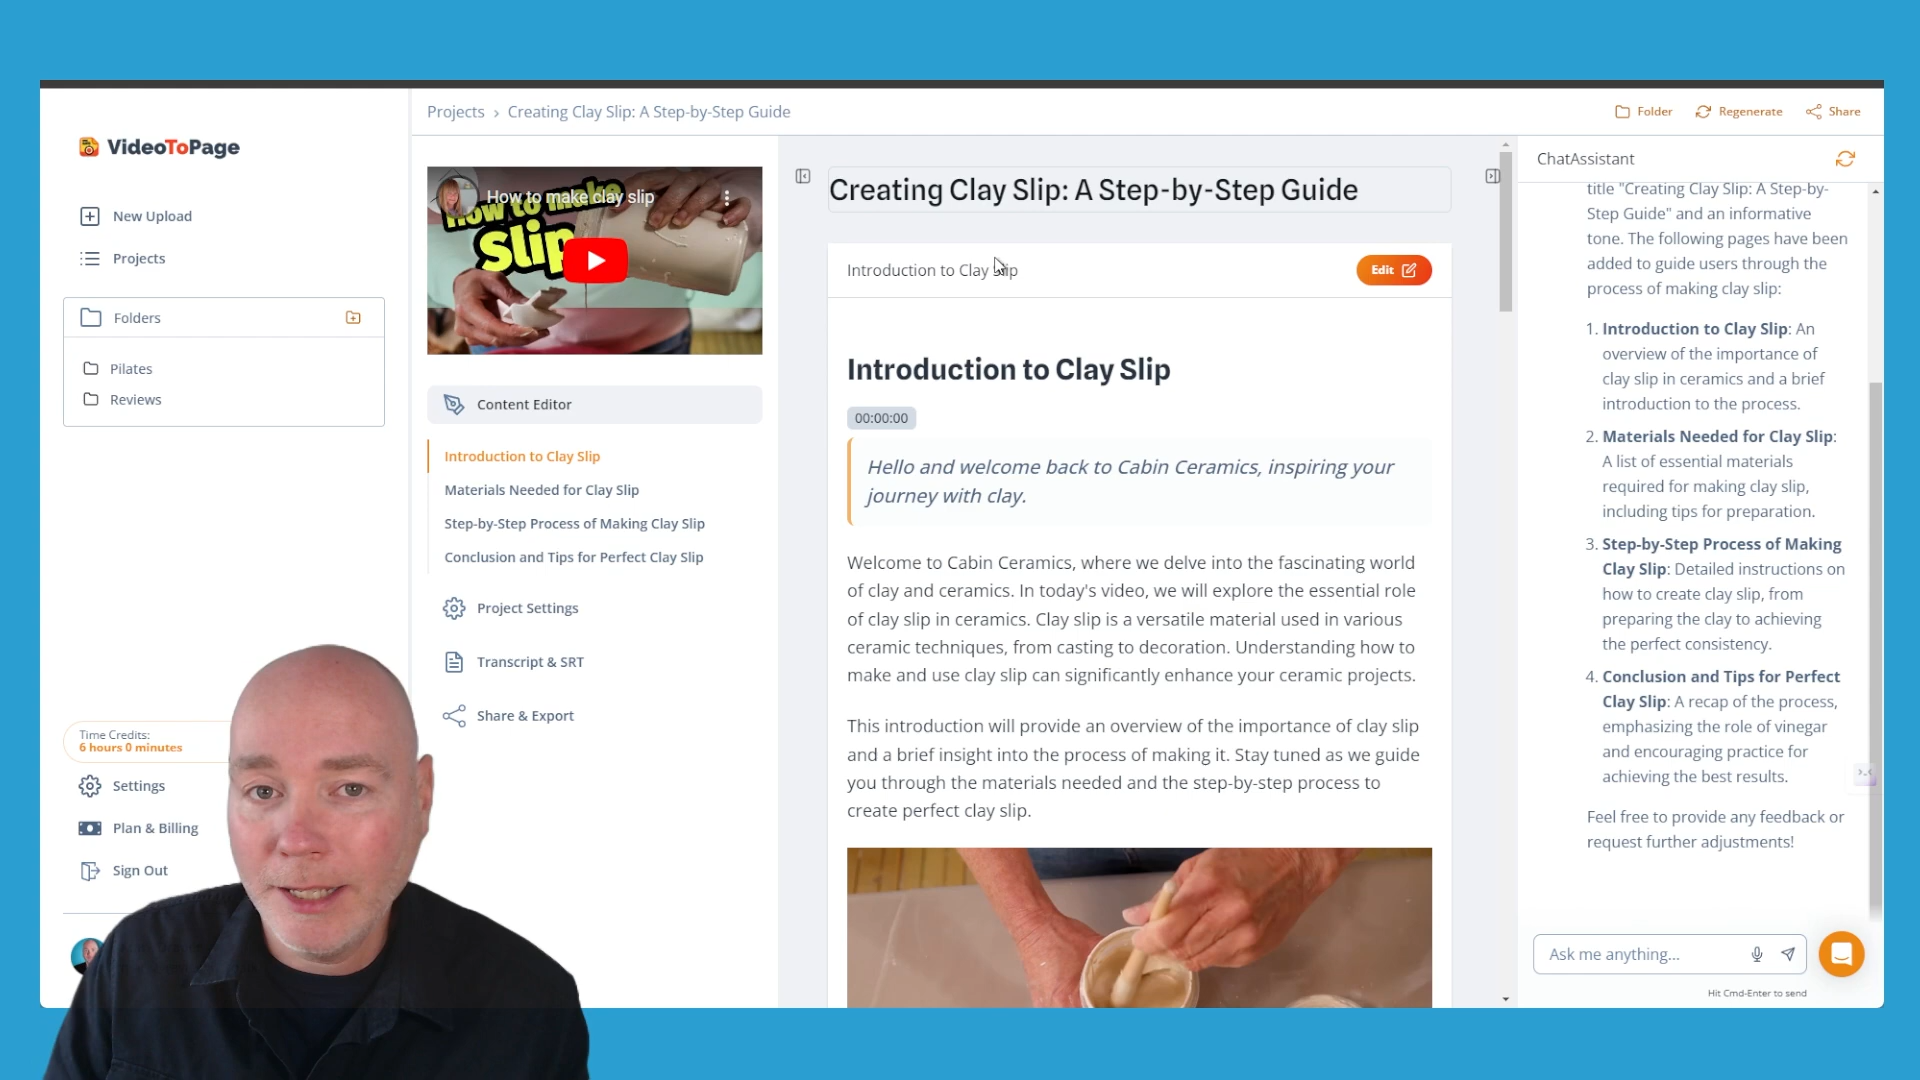 Projects › Creating Clay Slip: A Step-by-Step Guide
Folder
Regenerate
Share
VideoToPage
New Upload
Projects
Folders
Pilates
Reviews
Time Credits:
6 hours 0 minutes
Settings
Plan & Billing
Sign Out
How to make clay slip
How to make
Slip
Content Editor
Introduction to Clay Slip
Materials Needed for Clay Slip
Step-by-Step Process of Making Clay Slip
Conclusion and Tips for Perfect Clay Slip
Project Settings
Transcript & SRT
Share & Export
Creating Clay Slip: A Step-by-Step Guide
Introduction to Clay Slip
Edit
Introduction to Clay Slip
00:00:00
Hello and welcome back to Cabin Ceramics, inspiring your
journey with clay.
Welcome to Cabin Ceramics, where we delve into the fascinating world
of clay and ceramics. In today's video, we will explore the essential role
of clay slip in ceramics. Clay slip is a versatile material used in various
ceramic techniques, from casting to decoration. Understanding how to
make and use clay slip can significantly enhance your ceramic projects.
This introduction will provide an overview of the importance of clay slip
and a brief insight into the process of making it. Stay tuned as we guide
you through the materials needed and the step-by-step process to
create perfect clay slip.
ChatAssistant
title "Creating Clay Slip: A Step-by-
Step Guide" and an informative
tone. The following pages have been
added to guide users through the
process of making clay slip:
1. Introduction to Clay Slip: An
overview of the importance of
clay slip in ceramics and a brief
introduction to the process.
2. Materials Needed for Clay Slip:
A list of essential materials
required for making clay slip,
including tips for preparation.
3. Step-by-Step Process of Making
Clay Slip: Detailed instructions on
how to create clay slip, from
preparing the clay to achieving
the perfect consistency.
4. Conclusion and Tips for Perfect
Clay Slip: A recap of the process,
emphasizing the role of vinegar
and encouraging practice for
achieving the best results.
Feel free to provide any feedback or
request further adjustments!
Ask me anything...
Hit Cmd-Enter to send